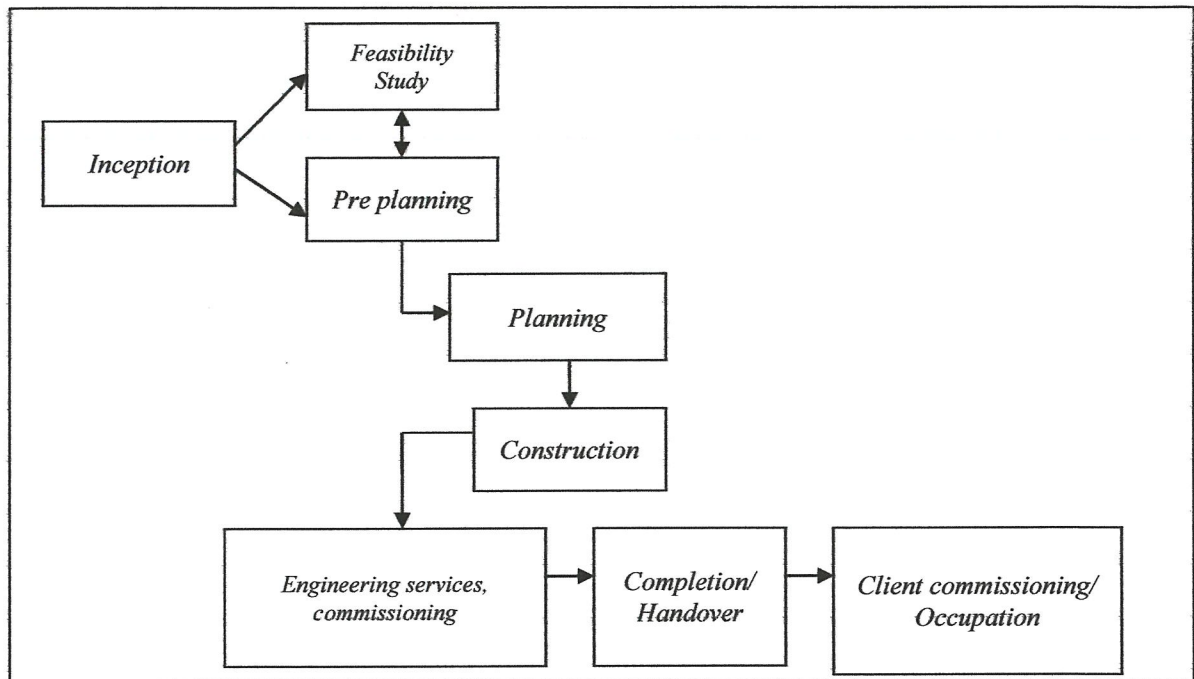 Feasibility
Study
Inception
Pre planning
Planning
Construction
Engineering services,
commissioning
Completion/
Handover
Client commissioning/
Occupation